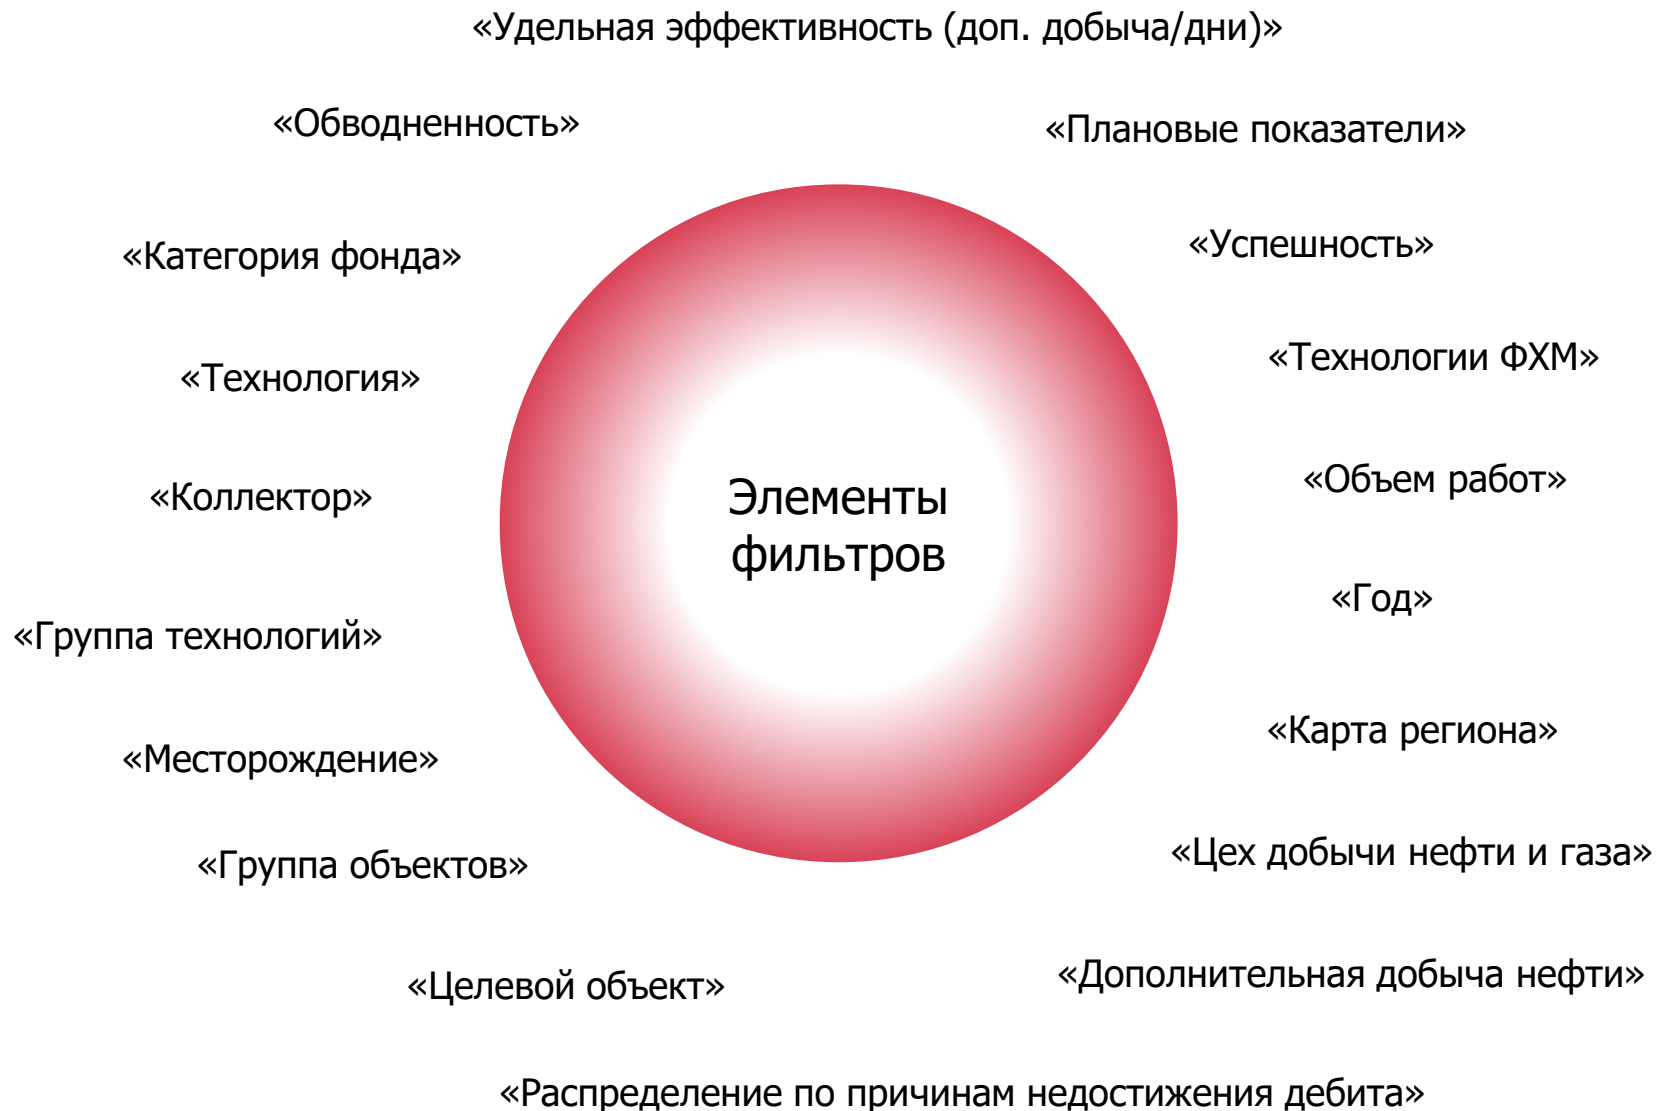 «Удельная эффективность (доп. добыча/дни)»
«Обводненность»
«Плановые показатели»
«Категория фонда»
«Успешность»
«Технология»
«Технологии ФХМ»
«Коллектор»
«Объем работ»
Элементы
фильтров
«Год»
«Группа технологий»
«Месторождение»
«Карта региона»
«Группа объектов»
«Цех добычи нефти и газа»
«Целевой объект»
«Дополнительная добыча нефти»
«Распределение по причинам недостижения дебита»